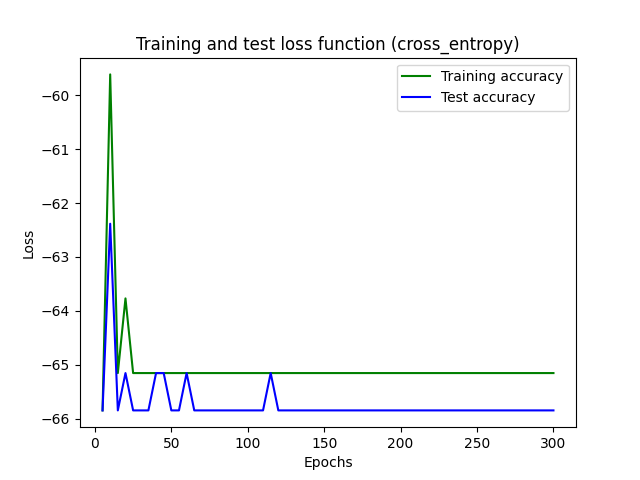 Training and test loss function (cross_entropy)
Training accuracy
Test accuracy
−60
−61
−62
−63
−64
−65
−66
Loss
0
50
100
150
200
250
300
Epochs